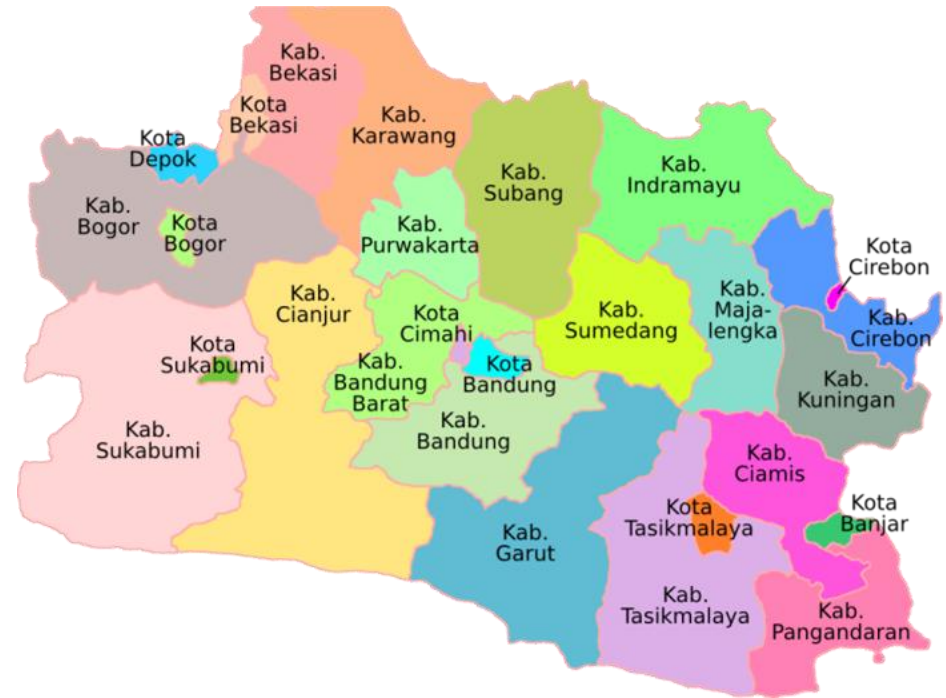 Kab.
Bekasi
Kota
Bekasi
Kab.
Karawang
Kota
Depok
Kab.
Subang
Kab.
Indramayu
Kab.
Bogor
Kota
Bogor
Kab.
Purwakarta
Kota
Cirebon
Kab.
Cianjur
Kota
Cimahi
Kab.
Sumedang
Kab.
Maja-
lengka
Kab.
Cirebon
Kota
Sukabumi
Kab.
Bandung
Barat
Kota
Bandung
Kab.
Kuningan
Kab.
Sukabumi
Kab.
Bandung
Kab.
Ciamis
Kota
Tasikmalaya
Kota
Banjar
Kab.
Garut
Kab.
Tasikmalaya
Kab.
Pangandaran